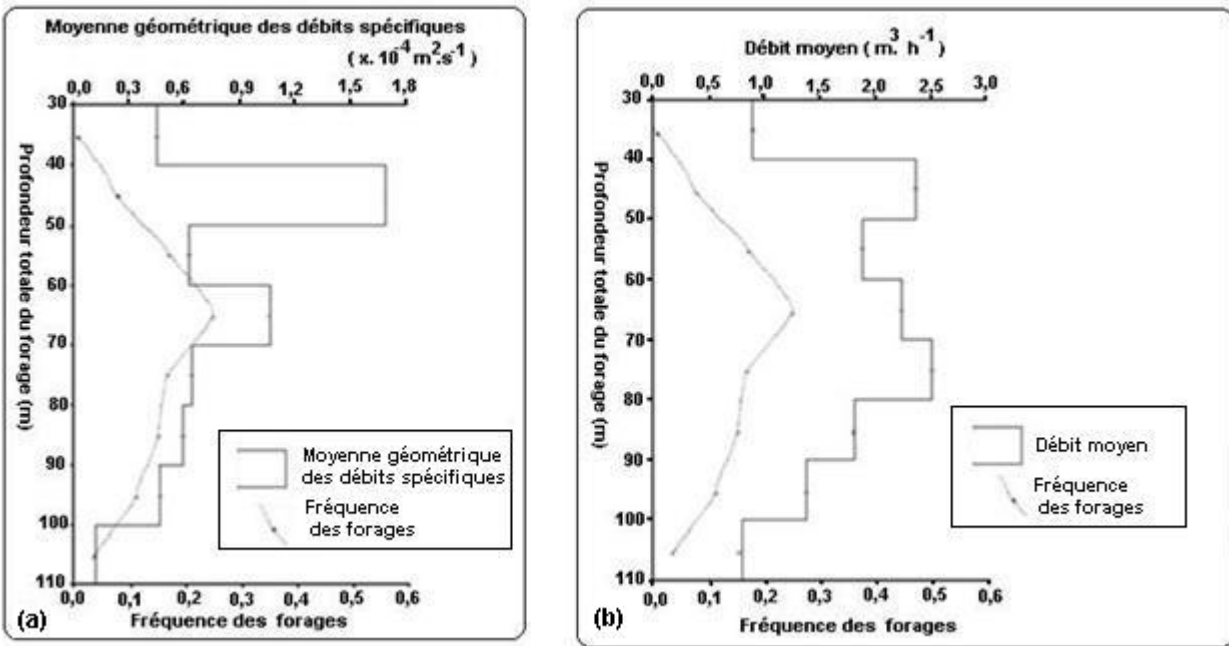 Moyenne géométrique des débits spécifiques
( x. 10⁻⁴ m².s⁻¹)
0,0 0,3 0,6 0,9 1,2 1,5 1,8
30
40
50
60
70
80
90
100
110
Profondeur totale du forage (m)
Moyenne géométrique
des débits spécifiques
Fréquence
des forages
0,0 0,1 0,2 0,3 0,4 0,5 0,6
(a) Fréquence des forages
Débit moyen ( m.³ h⁻¹ )
0,0 0,5 1,0 1,5 2,0 2,5 3,0
30
40
50
60
70
80
90
100
110
Profondeur totale du forage (m)
Débit moyen
Fréquence
des forages
0,0 0,1 0,2 0,3 0,4 0,5 0,6
(b) Fréquence des forages